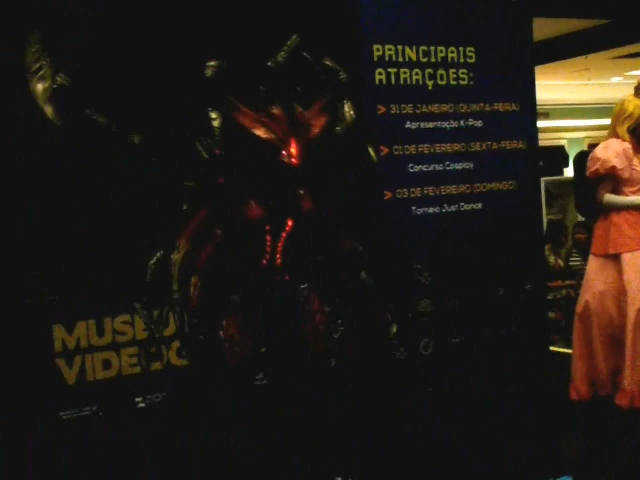 PRINCIPAIS
ATRAÇÕES:
> 31 DE JANEIRO (QUINTA-FEIRA)
Apresentação K-Pop
> 01 DE FEVEREIRO (SEXTA-FEIRA)
Concurso Cosplay
> 03 DE FEVEREIRO (DOMINGO)
Torneio Just Dance
MUSEU